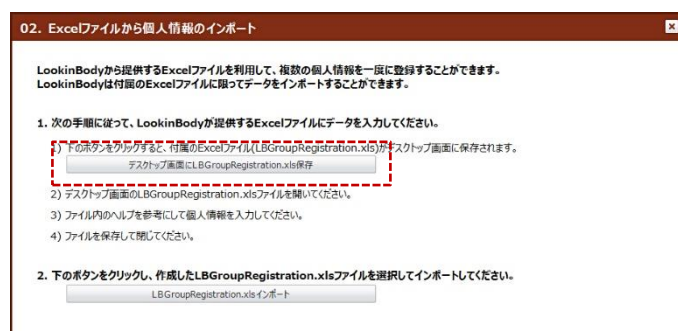 02. Excelファイルから個人情報のインポート
LookinBodyから提供するExcelファイルを利用して、複数の個人情報を一度に登録することができます。
LookinBodyは付属のExcelファイルに限ってデータをインポートすることができます。
1. 次の手順に従って、LookinBodyが提供するExcelファイルにデータを入力してください。
1) 下のボタンをクリックすると、付属のExcelファイル(LBGroupRegistration.xls)がデスクトップ画面に保存されます。
デスクトップ画面にLBGroupRegistration.xls保存
2) デスクトップ画面のLBGroupRegistration.xlsファイルを開いてください。
3) ファイル内のヘルプを参考にして個人情報を入力してください。
4) ファイルを保存して閉じてください。
2. 下のボタンをクリックし、作成したLBGroupRegistration.xlsファイルを選択してインポートしてください。
LBGroupRegistration.xlsインポート